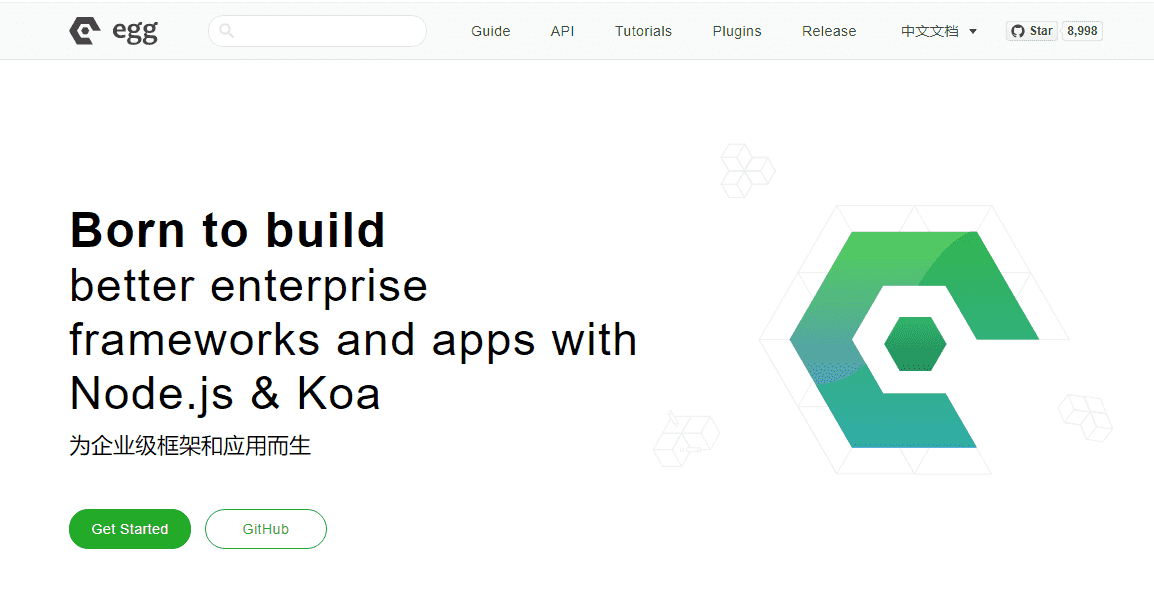 egg
Guide API Tutorials Plugins Release 中文文档 Star 8,998
Born to build
better enterprise
frameworks and apps with
Node.js & Koa
为企业级框架和应用而生
Get Started GitHub